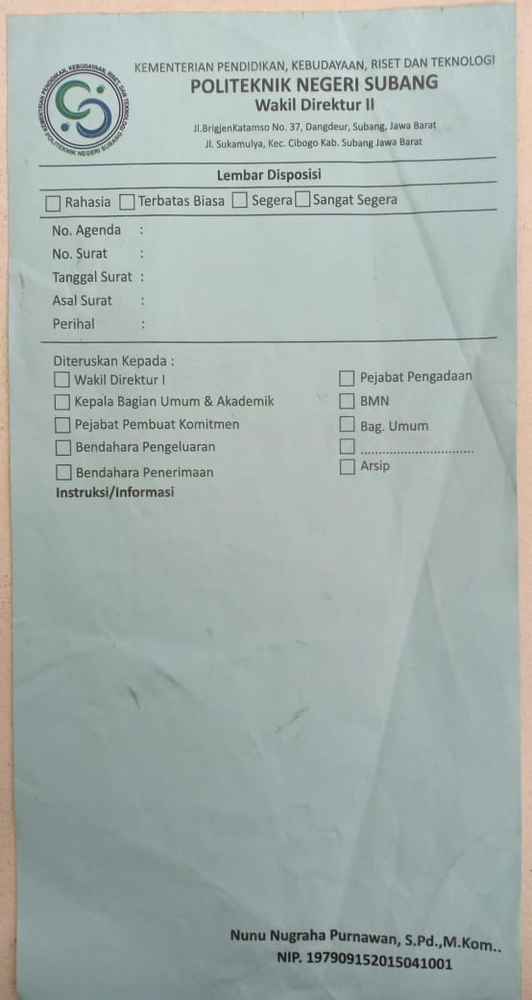 KEMENTERIAN PENDIDIKAN, KEBUDAYAAN, RISET DAN TEKNOLOGI
POLITEKNIK NEGERI SUBANG
Wakil Direktur II
Jl.BrigjenKatamso No. 37, Dangdeur, Subang, Jawa Barat
Jl. Sukamulya, Kec. Cibogo Kab. Subang Jawa Barat
KEMENTERIAN PENDIDIKAN, KEBUDAYAAN, RISET, DAN TEKNOLOGI
POLITEKNIK NEGERI SUBANG
Lembar Disposisi
Rahasia Terbatas Biasa Segera Sangat Segera
No. Agenda :
No. Surat :
Tanggal Surat :
Asal Surat :
Perihal :
Diteruskan Kepada :
Wakil Direktur I
Kepala Bagian Umum & Akademik
Pejabat Pembuat Komitmen
Bendahara Pengeluaran
Bendahara Penerimaan
Pejabat Pengadaan
BMN
Bag. Umum
..............................
Arsip
Instruksi/Informasi
Nunu Nugraha Purnawan, S.Pd.,M.Kom..
NIP. 197909152015041001